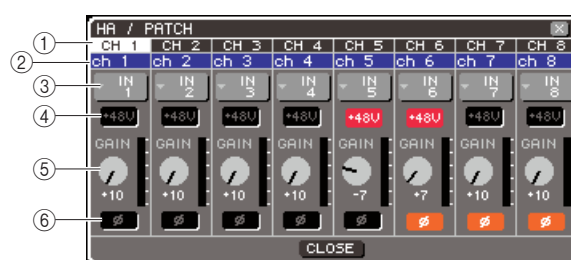 HA / PATCH
① CH 1 CH 2 CH 3 CH 4 CH 5 CH 6 CH 7 CH 8
② ch 1 ch 2 ch 3 ch 4 ch 5 ch 6 ch 7 ch 8
③ IN 1 IN 2 IN 3 IN 4 IN 5 IN 6 IN 7 IN 8
④ +48V +48V +48V +48V +48V +48V +48V +48V
GAIN GAIN GAIN GAIN GAIN GAIN GAIN GAIN
⑤
+10 +10 +10 +10 -7 +7 +10 +10
⑥ ø ø ø ø ø ø ø ø
CLOSE